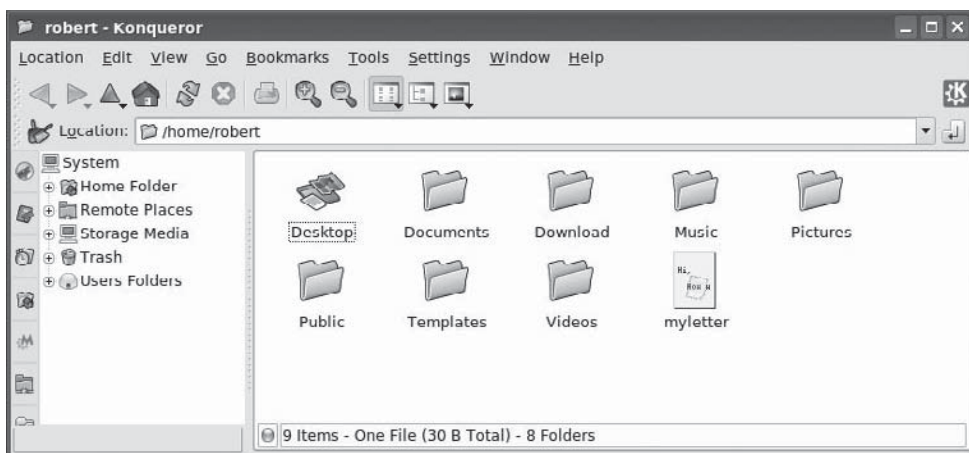 robert - Konqueror
Location Edit View Go Bookmarks Tools Settings Window Help
Location: /home/robert
System
Home Folder
Remote Places
Storage Media
Trash
Users Folders
Desktop Documents Download Music Pictures
Hi,
How
Public Templates Videos myletter
9 Items - One File (30 B Total) - 8 Folders